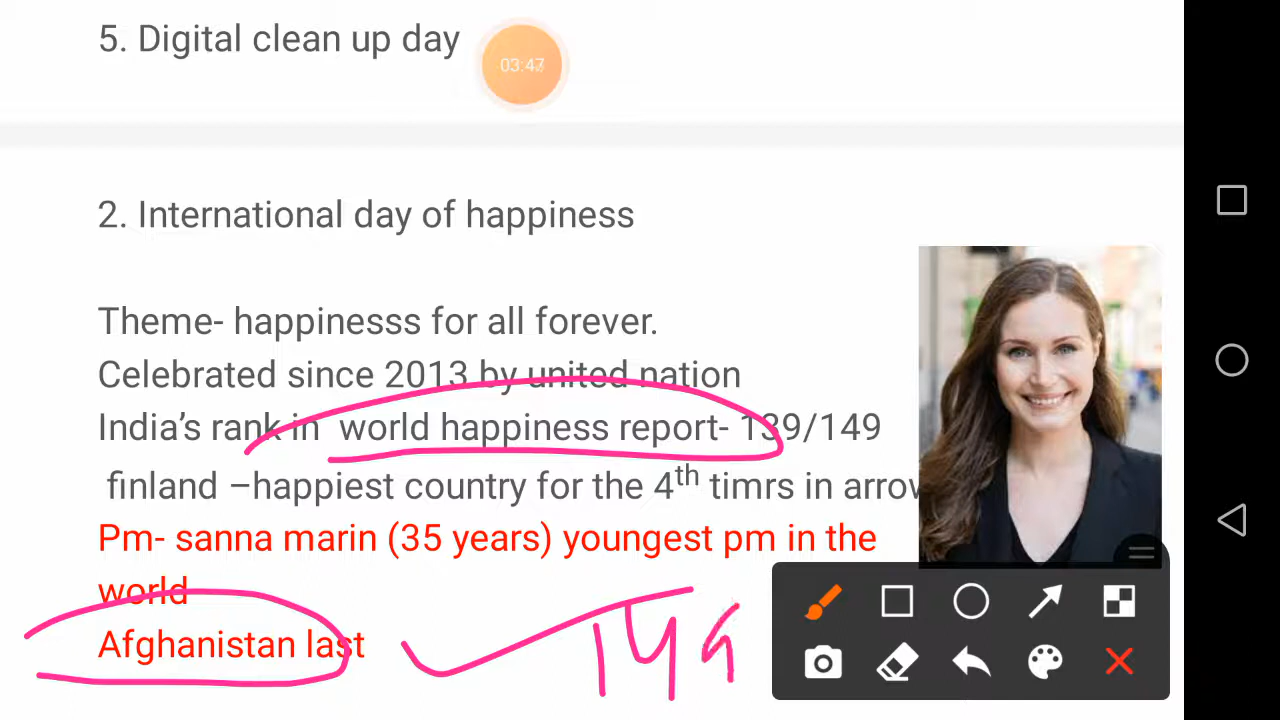 5. Digital clean up day
03:47
2. International day of happiness
Theme- happinesss for all forever.
Celebrated since 2013 by united nation
India's rank in world happiness report- 139/149
finland –happiest country for the 4th timrs in arrow
Pm- sanna marin (35 years) youngest pm in the
world
Afghanistan last
149